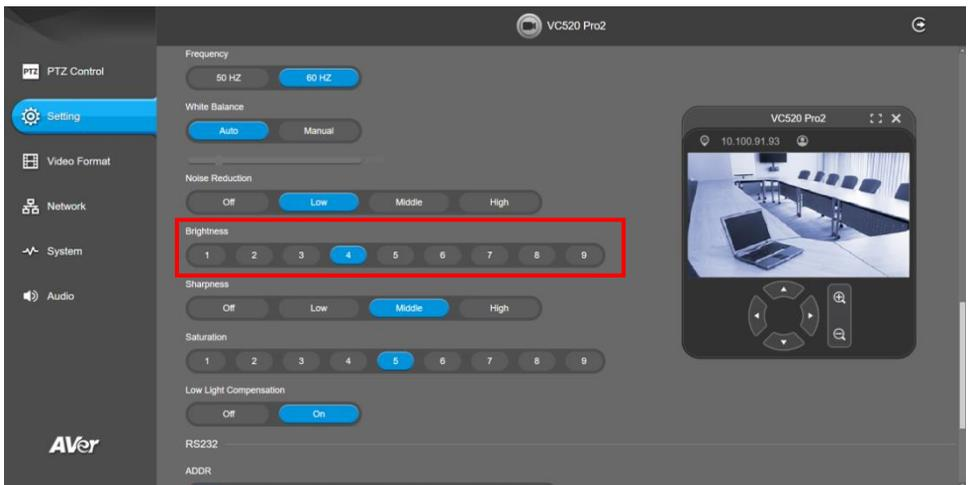 VC520 Pro2
PTZ PTZ Control
Setting
Video Format
Network
System
Audio
AVer
Frequency
50 HZ 60 HZ
White Balance
Auto Manual
Noise Reduction
Off Low Middle High
Brightness
1 2 3 4 5 6 7 8 9
Sharpness
Off Low Middle High
Saturation
1 2 3 4 5 6 7 8 9
Low Light Compensation
Off On
RS232
ADDR
VC520 Pro2
10.100.91.93